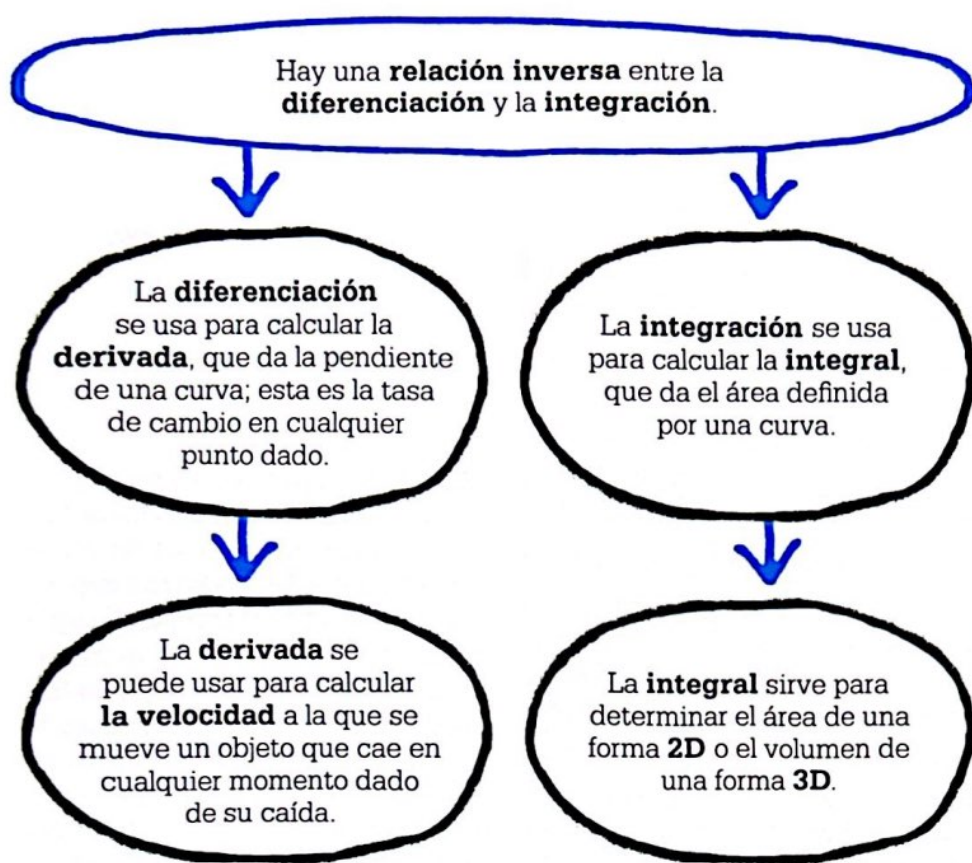 Hay una relación inversa entre la
diferenciación y la integración.
La diferenciación
se usa para calcular la
derivada, que da la pendiente
de una curva; esta es la tasa
de cambio en cualquier
punto dado.
La integración se usa
para calcular la integral,
que da el área definida
por una curva.
La derivada se
puede usar para calcular
la velocidad a la que se
mueve un objeto que cae en
cualquier momento dado
de su caída.
La integral sirve para
determinar el área de una
forma 2D o el volumen de
una forma 3D.